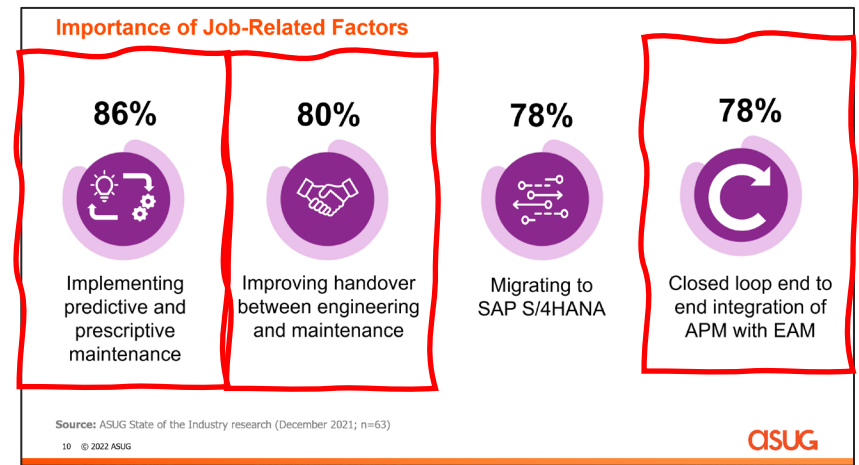 Importance of Job-Related Factors
86%
Implementing
predictive and
prescriptive
maintenance
80%
Improving handover
between engineering
and maintenance
78%
Migrating to
SAP S/4HANA
78%
Closed loop end to
end integration of
APM with EAM
Source: ASUG State of the Industry research (December 2021; n=63)
10 © 2022 ASUG
asug